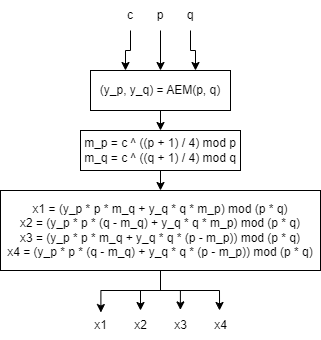 c p q
(y_p, y_q) = AEM(p, q)
m_p = c ^ ((p + 1) / 4) mod p
m_q = c ^ ((q + 1) / 4) mod q
x1 = (y_p * p * m_q + y_q * q * m_p) mod (p * q)
x2 = (y_p * p * (q - m_q) + y_q * q * m_p) mod (p * q)
x3 = (y_p * p * m_q + y_q * q * (p - m_p)) mod (p * q)
x4 = (y_p * p * (q - m_q) + y_q * q * (p - m_p)) mod (p * q)
x1 x2 x3 x4